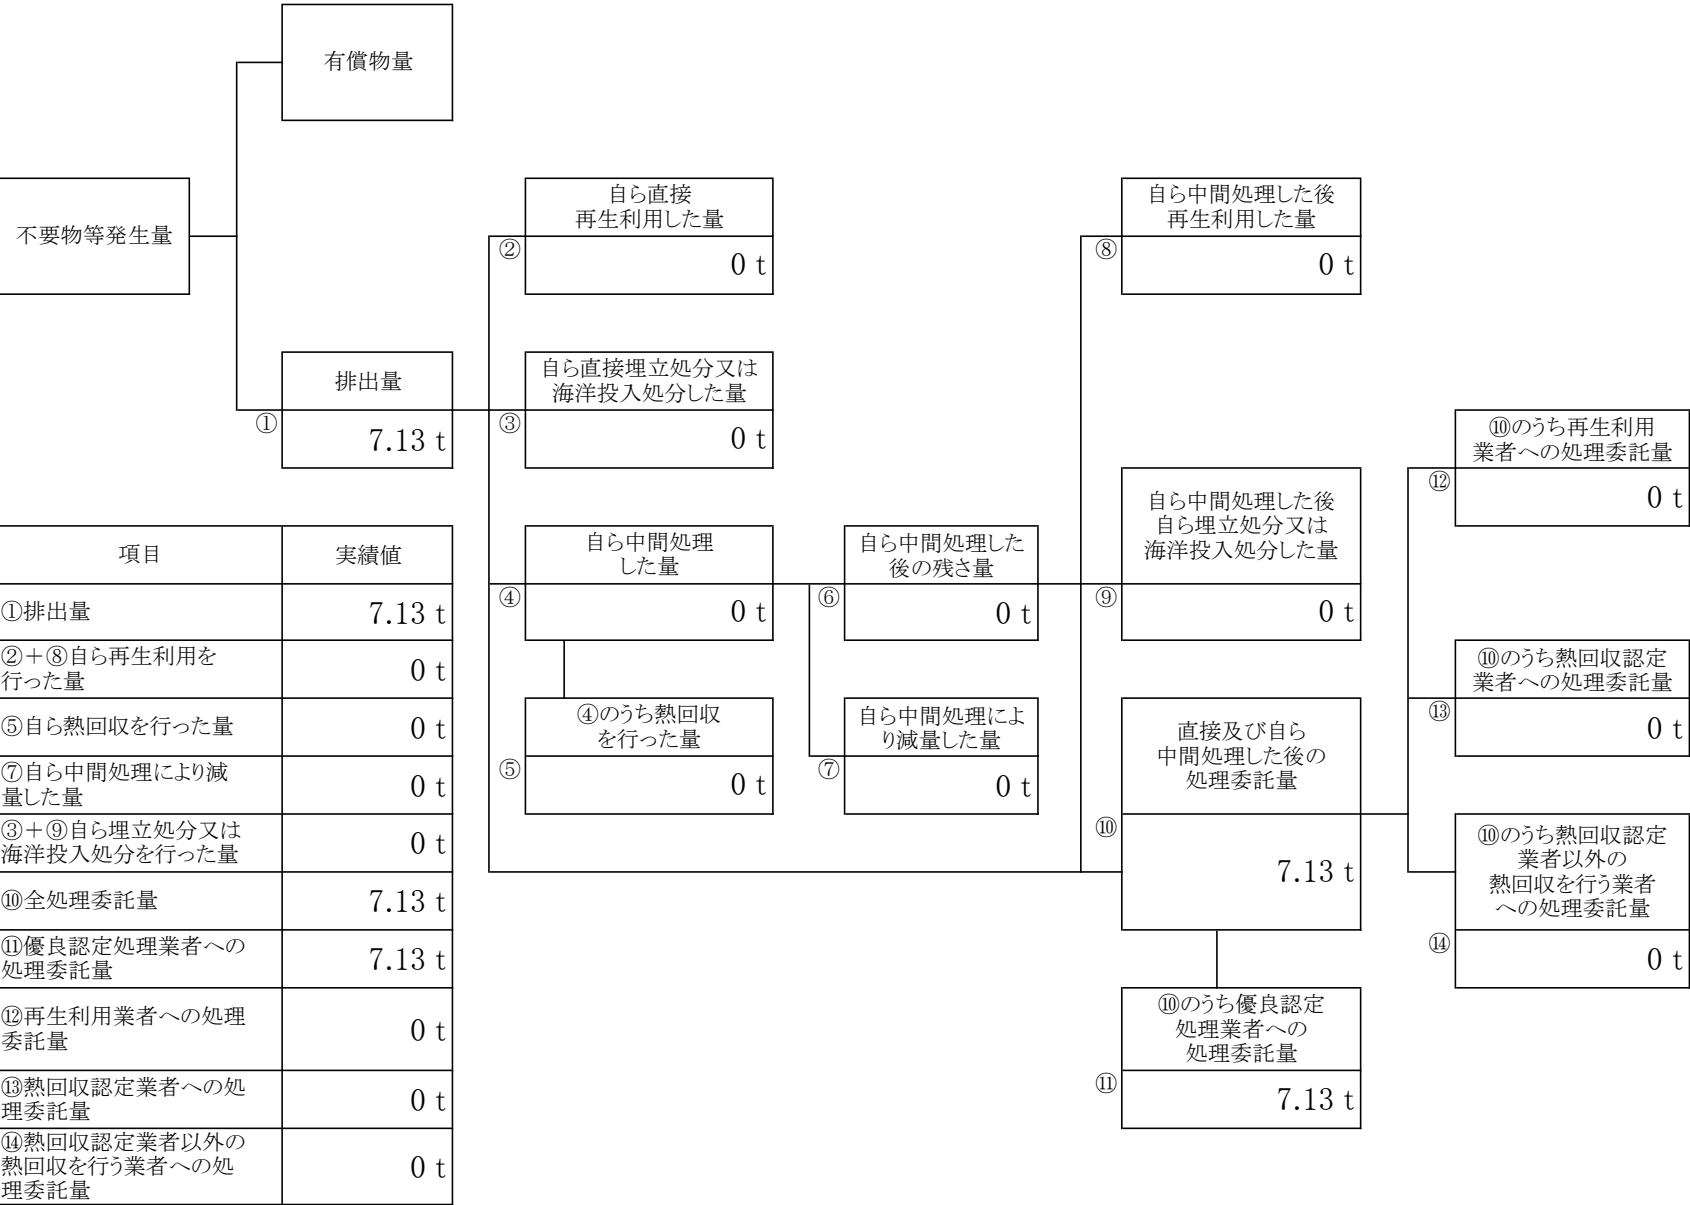 有償物量
不要物等発生量
自ら直接
再生利用した量
②
0 t
自ら中間処理した後
再生利用した量
⑧
0 t
排出量
①
7.13 t
自ら直接埋立処分又は
海洋投入処分した量
③
0 t
⑩のうち再生利用
業者への処理委託量
⑫
0 t
自ら中間処理
した量
④
0 t
自ら中間処理した
後の残さ量
⑥
0 t
自ら中間処理した後
自ら埋立処分又は
海洋投入処分した量
⑨
0 t
⑩のうち熱回収認定
業者への処理委託量
⑬
0 t
④のうち熱回収
を行った量
⑤
0 t
自ら中間処理によ
り減量した量
⑦
0 t
直接及び自ら
中間処理した後の
処理委託量
⑩
7.13 t
⑩のうち熱回収認定
業者以外の
熱回収を行う業者
への処理委託量
⑭
0 t
⑩のうち優良認定
処理業者への
処理委託量
⑪
7.13 t
項目 実績値
①排出量 7.13 t
②＋⑧自ら再生利用を
行った量 0 t
⑤自ら熱回収を行った量 0 t
⑦自ら中間処理により減
量した量 0 t
③＋⑨自ら埋立処分又は
海洋投入処分を行った量 0 t
⑩全処理委託量 7.13 t
⑪優良認定処理業者への
処理委託量 7.13 t
⑫再生利用業者への処理
委託量 0 t
⑬熱回収認定業者への処
理委託量 0 t
⑭熱回収認定業者以外の
熱回収を行う業者への処
理委託量 0 t